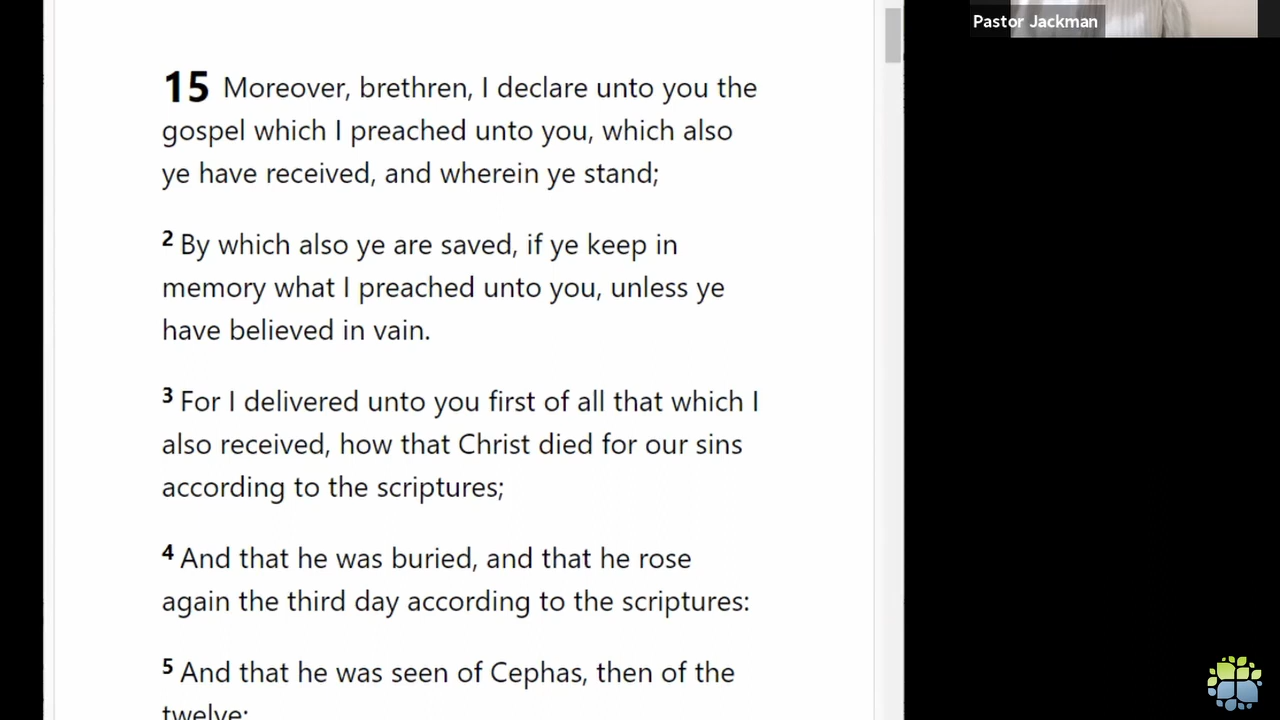 Pastor Jackman
15 Moreover, brethren, I declare unto you the
gospel which I preached unto you, which also
ye have received, and wherein ye stand;
2 By which also ye are saved, if ye keep in
memory what I preached unto you, unless ye
have believed in vain.
3 For I delivered unto you first of all that which I
also received, how that Christ died for our sins
according to the scriptures;
4 And that he was buried, and that he rose
again the third day according to the scriptures:
5 And that he was seen of Cephas, then of the
twelve: